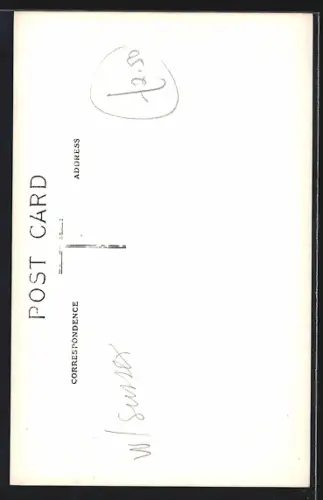 POST CARD
CORRESPONDENCE
ADDRESS
W/Sussex
£2.50